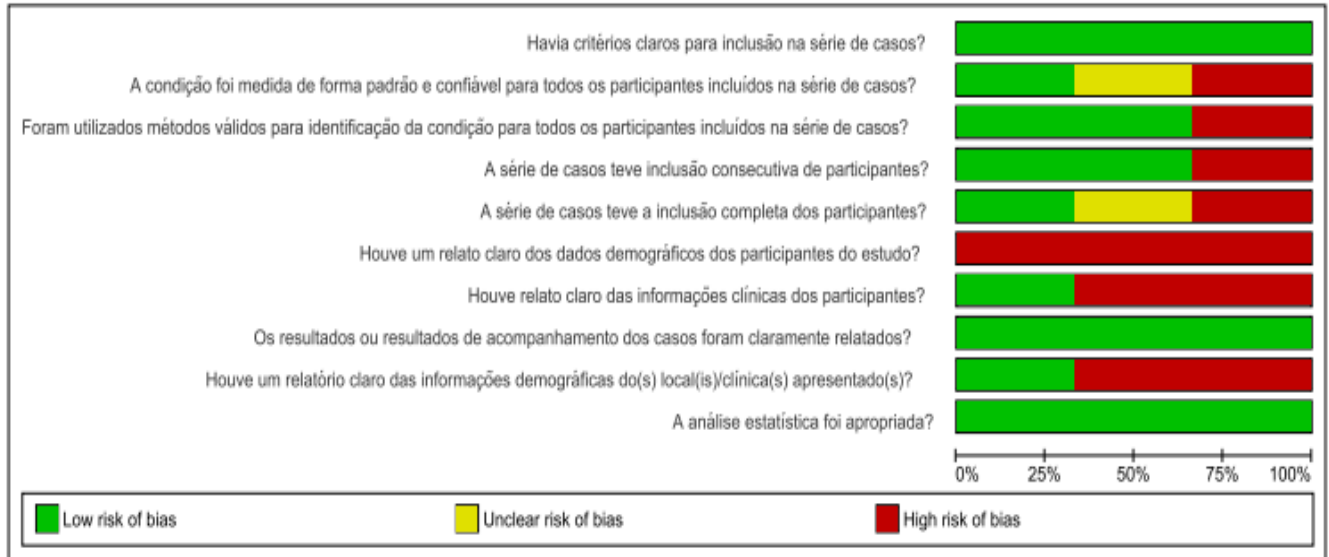 Havia critérios claros para inclusão na série de casos?
A condição foi medida de forma padrão e confiável para todos os participantes incluídos na série de casos?
Foram utilizados métodos válidos para identificação da condição para todos os participantes incluídos na série de casos?
A série de casos teve inclusão consecutiva de participantes?
A série de casos teve a inclusão completa dos participantes?
Houve um relato claro dos dados demográficos dos participantes do estudo?
Houve relato claro das informações clínicas dos participantes?
Os resultados ou resultados de acompanhamento dos casos foram claramente relatados?
Houve um relatório claro das informações demográficas do(s) local(is)/clínica(s) apresentado(s)?
A análise estatística foi apropriada?
0% 25% 50% 75% 100%
Low risk of bias Unclear risk of bias High risk of bias